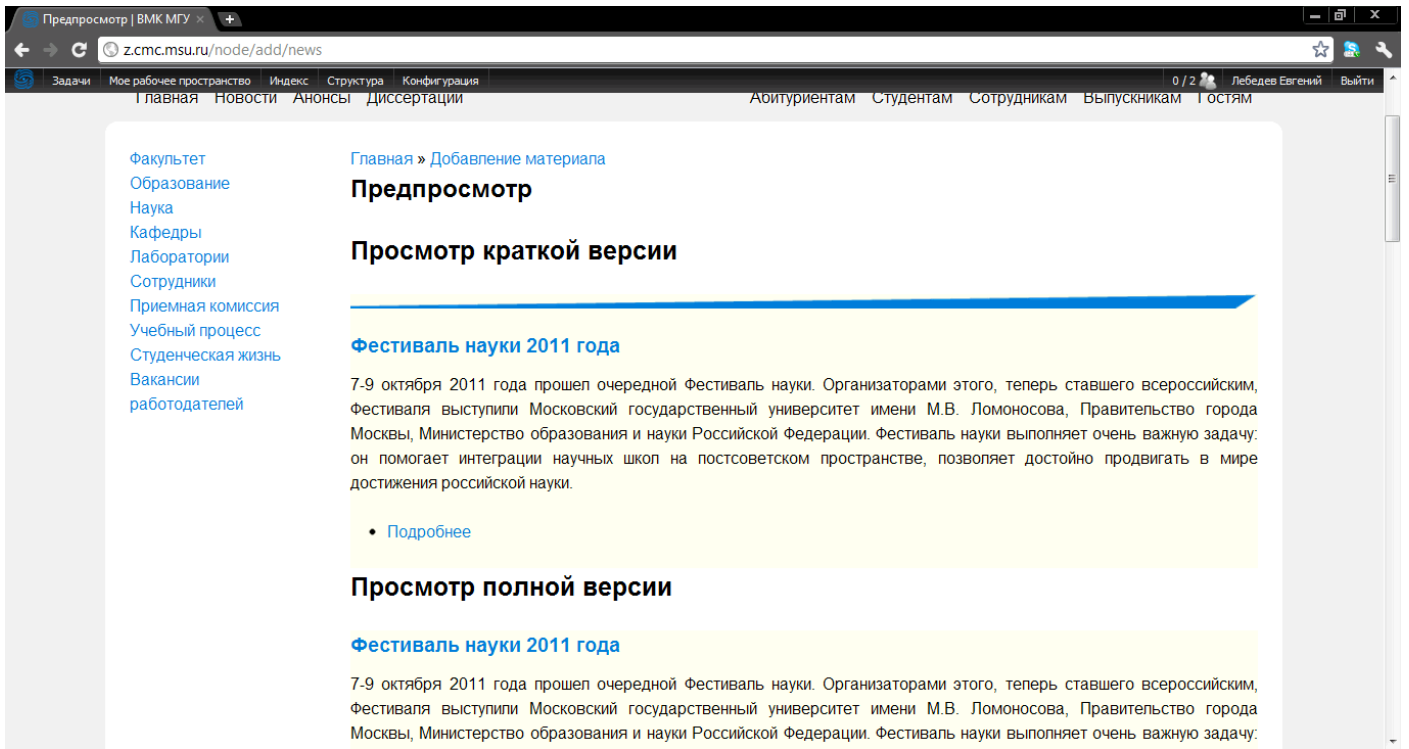 Предпросмотр | ВМК МГУ
z.cmc.msu.ru/node/add/news
Задачи Мое рабочее пространство Индекс Структура Конфигурация 0 / 2 Лебедев Евгений Выйти
Главная Новости Анонсы Диссертации Абитуриентам Студентам Сотрудникам Выпускникам Гостям
Факультет
Образование
Наука
Кафедры
Лаборатории
Сотрудники
Приемная комиссия
Учебный процесс
Студенческая жизнь
Вакансии
работодателей
Главная » Добавление материала
Предпросмотр
Просмотр краткой версии
Фестиваль науки 2011 года
7-9 октября 2011 года прошел очередной Фестиваль науки. Организаторами этого, теперь ставшего всероссийским,
Фестиваля выступили Московский государственный университет имени М.В. Ломоносова, Правительство города
Москвы, Министерство образования и науки Российской Федерации. Фестиваль науки выполняет очень важную задачу:
он помогает интеграции научных школ на постсоветском пространстве, позволяет достойно продвигать в мире
достижения российской науки.
• Подробнее
Просмотр полной версии
Фестиваль науки 2011 года
7-9 октября 2011 года прошел очередной Фестиваль науки. Организаторами этого, теперь ставшего всероссийским,
Фестиваля выступили Московский государственный университет имени М.В. Ломоносова, Правительство города
Москвы, Министерство образования и науки Российской Федерации. Фестиваль науки выполняет очень важную задачу: